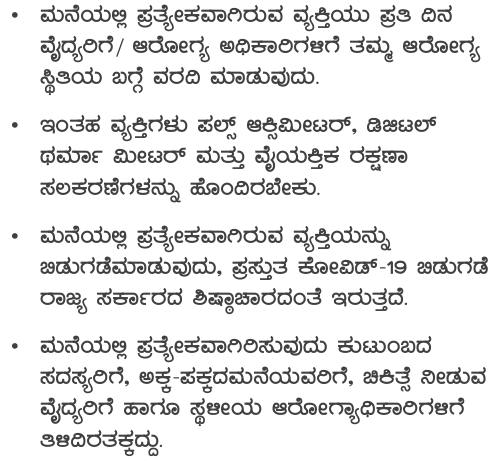 • ಮನೆಯಲ್ಲಿ ಪ್ರತ್ಯೇಕವಾಗಿರುವ ವ್ಯಕ್ತಿಯು ಪ್ರತಿ ದಿನ
ವೈದ್ಯರಿಗೆ/ ಆರೋಗ್ಯ ಅಧಿಕಾರಿಗಳಿಗೆ ತಮ್ಮ ಆರೋಗ್ಯ
ಸ್ಥಿತಿಯ ಬಗ್ಗೆ ವರದಿ ಮಾಡುವುದು.
• ಇಂತಹ ವ್ಯಕ್ತಿಗಳು ಪಲ್ಸ್ ಆಕ್ಸಿಮೀಟರ್, ಡಿಜಿಟಲ್
ಥರ್ಮಾ ಮೀಟರ್ ಮತ್ತು ವೈಯಕ್ತಿಕ ರಕ್ಷಣಾ
ಸಲಕರಣೆಗಳನ್ನು ಹೊಂದಿರಬೇಕು.
• ಮನೆಯಲ್ಲಿ ಪ್ರತ್ಯೇಕವಾಗಿರುವ ವ್ಯಕ್ತಿಯನ್ನು
ಬಿಡುಗಡೆಮಾಡುವುದು, ಪ್ರಸ್ತುತ ಕೋವಿಡ್-19 ಬಿಡುಗಡೆ
ರಾಜ್ಯ ಸರ್ಕಾರದ ಶಿಷ್ಠಾಚಾರದಂತೆ ಇರುತ್ತದೆ.
• ಮನೆಯಲ್ಲಿ ಪ್ರತ್ಯೇಕವಾಗಿರಿಸುವುದು ಕುಟುಂಬದ
ಸದಸ್ಯರಿಗೆ, ಅಕ್ಕ-ಪಕ್ಕದಮನೆಯವರಿಗೆ, ಚಿಕಿತ್ಸೆ ನೀಡುವ
ವೈದ್ಯರಿಗೆ ಹಾಗೂ ಸ್ಥಳೀಯ ಆರೋಗ್ಯಾಧಿಕಾರಿಗಳಿಗೆ
ತಿಳಿದಿರತಕ್ಕದ್ದು.